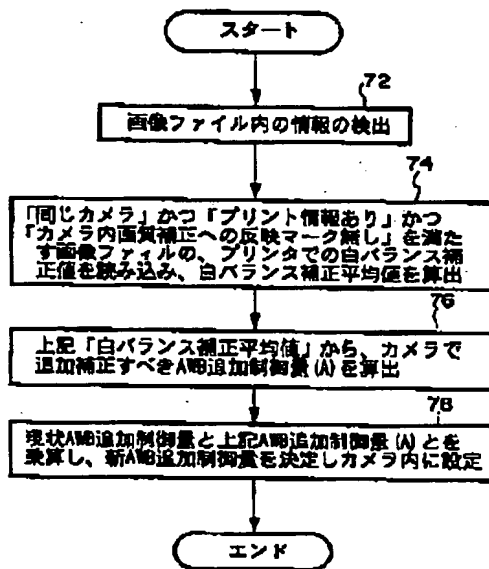 スタート
72
画像ファイル内の情報の検出
74
「同じカメラ」かつ「プリント情報あり」かつ
「カメラ内画質補正への反映マーク無し」を満た
す画像ファイルの、プリンタでの白バランス補
正値を読み込み、白バランス補正平均値を算出
76
上記「白バランス補正平均値」から、カメラで
追加補正すべきAWB追加制御量(A)を算出
78
現状AWB追加制御量と上記AWB追加制御量(A)とを
乗算し、新AWB追加制御量を決定しカメラ内に設定
エンド